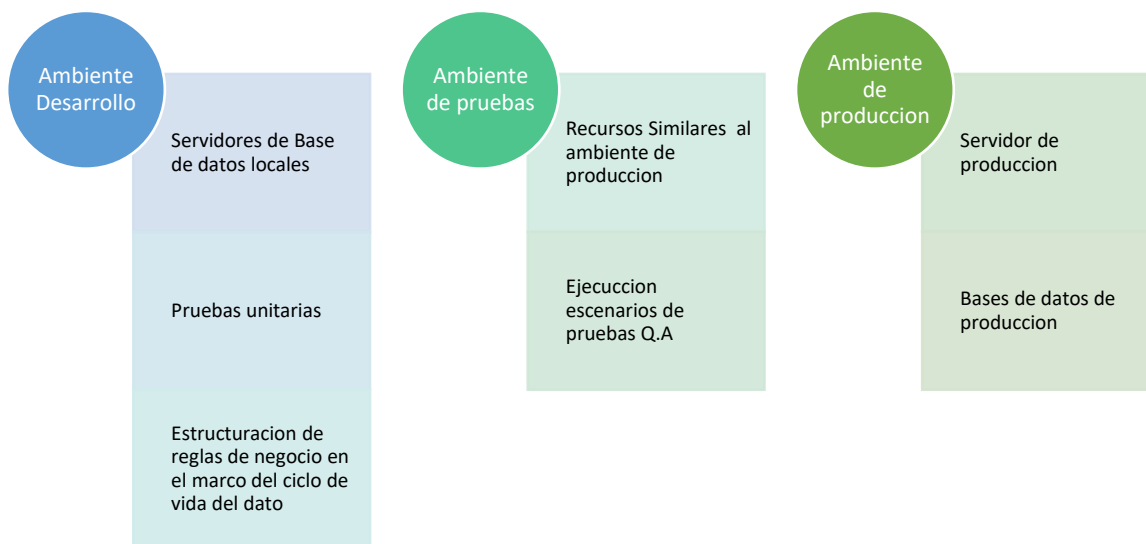 Ambiente
Desarrollo
Servidores de Base
de datos locales
Pruebas unitarias
Estructuracion de
reglas de negocio en
el marco del ciclo de
vida del dato
Ambiente
de pruebas
Recursos Similares al
ambiente de
produccion
Ejecuccion
escenarios de
pruebas Q.A
Ambiente
de
produccion
Servidor de
produccion
Bases de datos de
produccion